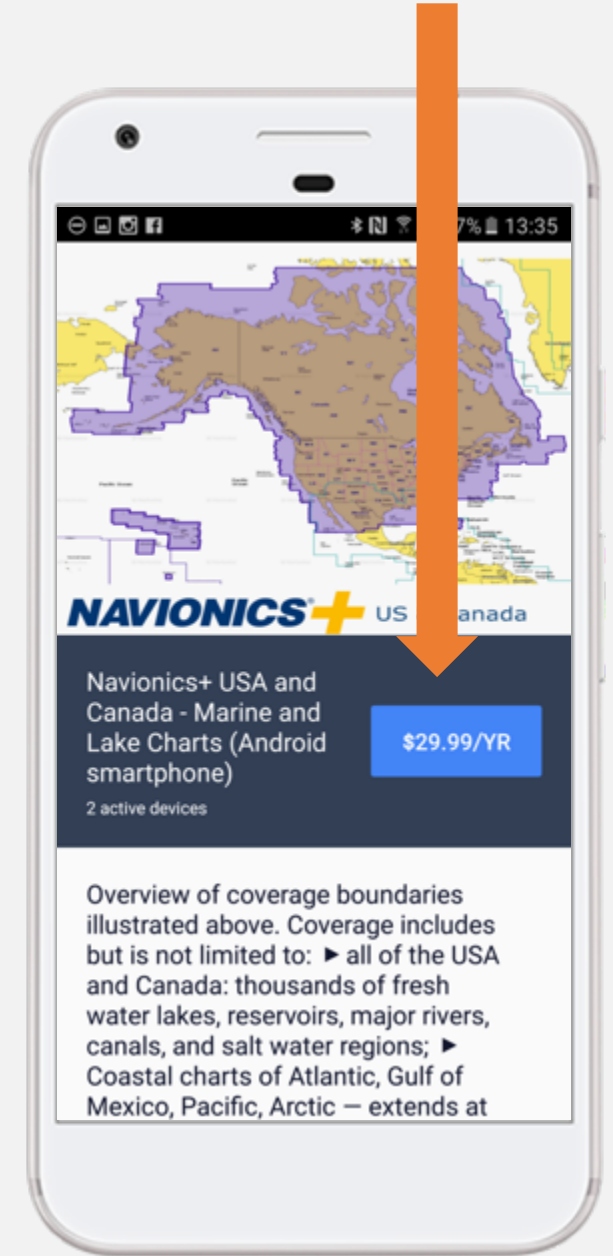 7% 13:35
NAVIONICS+ US anada
Navionics+ USA and
Canada - Marine and
Lake Charts (Android
smartphone)
2 active devices
$29.99/YR
Overview of coverage boundaries
illustrated above. Coverage includes
but is not limited to: ► all of the USA
and Canada: thousands of fresh
water lakes, reservoirs, major rivers,
canals, and salt water regions; ►
Coastal charts of Atlantic, Gulf of
Mexico, Pacific, Arctic — extends at